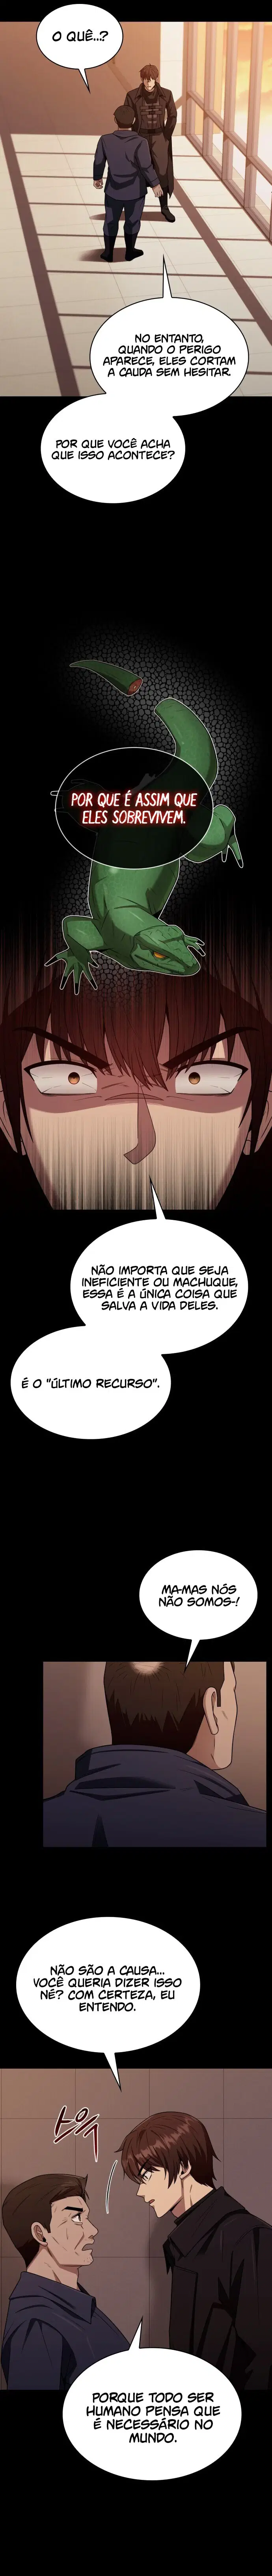 O QUÊ..?
NO ENTANTO,
QUANDO O PERIGO
APARECE, ELES CORTAM
A CAUDA SEM HESITAR.
POR QUE VOCÊ ACHA
QUE ISSO ACONTECE?
POR QUE É ASSIM QUE
ELES SOBREVIVEM.
NÃO IMPORTA QUE SEJA
INEFICIENTE OU MACHUQUE,
ESSA É A ÚNICA COISA QUE
SALVA A VIDA DELES.
É O "ÚLTIMO RECURSO".
MA-MAS NÓS
NÃO SOMOS-!
NÃO SÃO A CAUSA...
VOCÊ QUERIA DIZER ISSO
NÉ? COM CERTEZA, EU
ENTENDO.
스윽
PORQUE TODO SER
HUMANO PENSA QUE
É NECESSÁRIO NO
MUNDO.